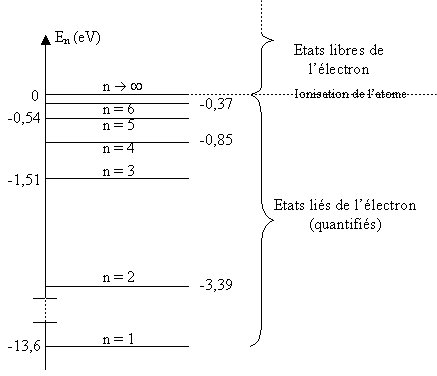 Eₙ (eV)
Etats libres de
l'électron
n → ∞
0
Ionisation de l'atome
n = 6
-0,37
-0,54
n = 5
-0,85
n = 4
n = 3
-1,51
Etats liés de l'électron
(quantifiés)
n = 2
-3,39
n = 1
-13,6